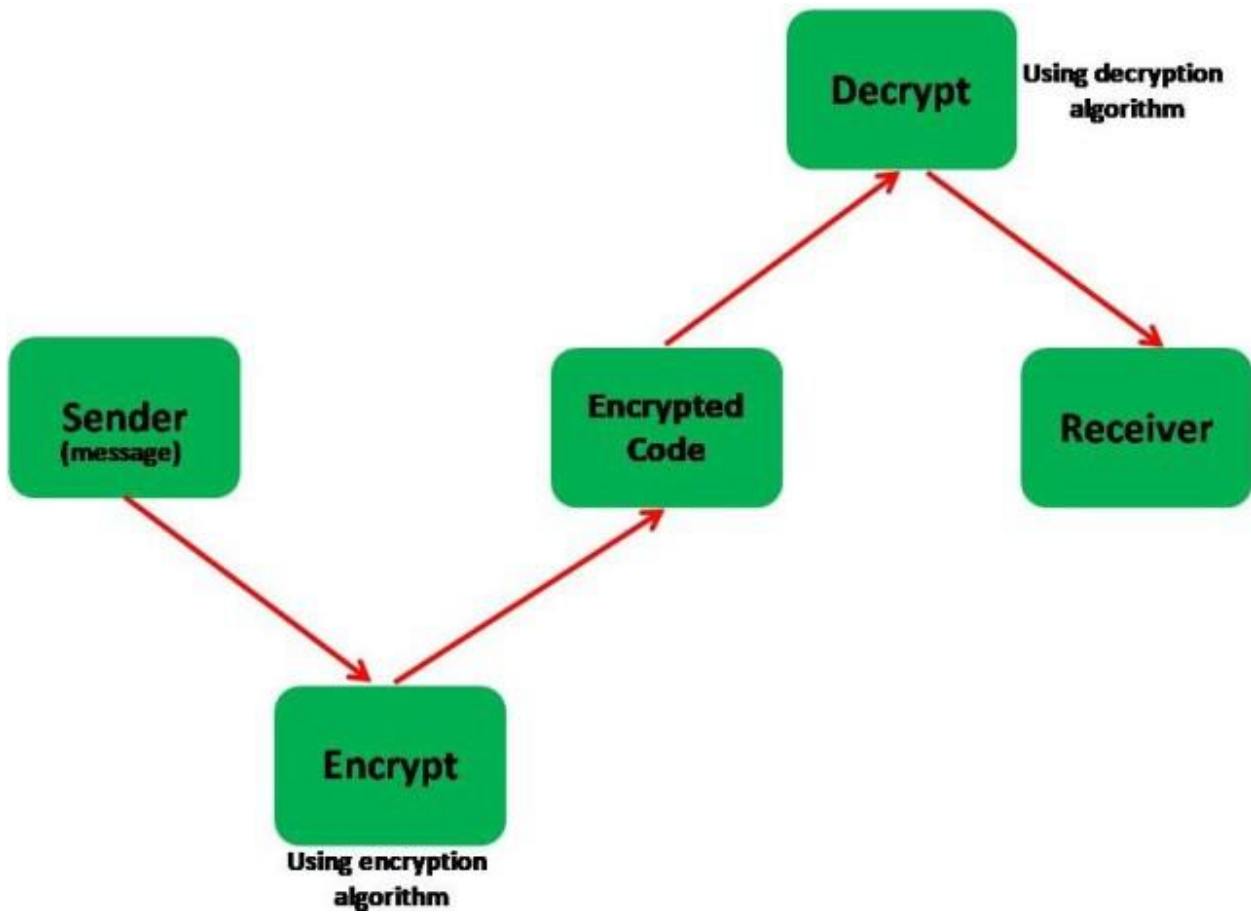 Decrypt
Using decryption
algorithm
Sender
(message)
Encrypted
Code
Receiver
Encrypt
Using encryption
algorithm